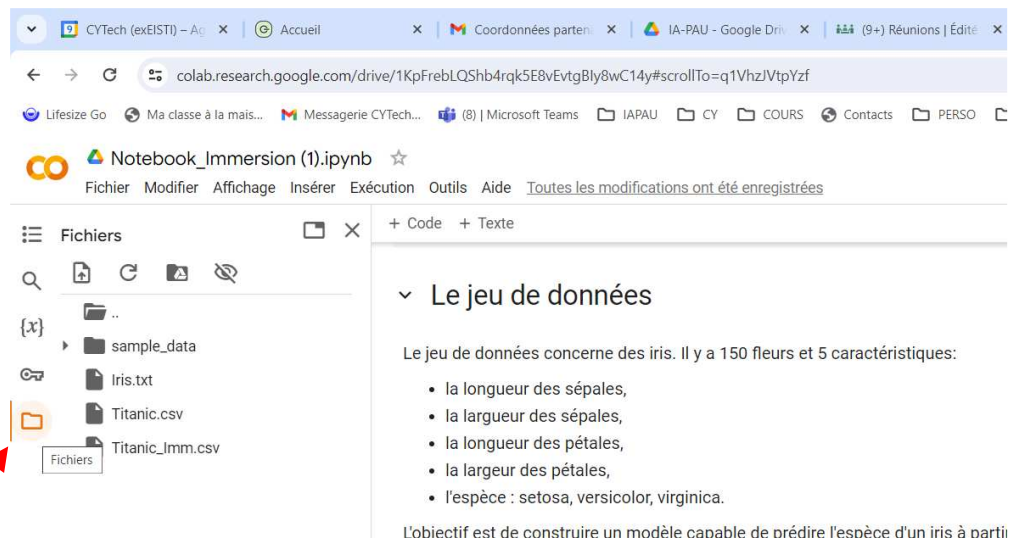 9 CYTech (exEISTI) – Ag
Accueil
Coordonnées parten
IA-PAU - Google Driv
(9+) Réunions | Édité
colab.research.google.com/drive/1KpFrebLQShb4rqk5E8vEvtgBIy8wC14y#scrollTo=q1VhzJVtpYzf
Lifesize Go Ma classe à la mais... Messagerie CYTech... (8) | Microsoft Teams IAPAU CY COURS Contacts PERSO
CO Notebook_Immersion (1).ipynb
Fichier Modifier Affichage Insérer Exécution Outils Aide Toutes les modifications ont été enregistrées
Fichiers
+ Code + Texte
..
{x}
sample_data
Iris.txt
Titanic.csv
Titanic_Imm.csv
Fichiers
Le jeu de données
Le jeu de données concerne des iris. Il y a 150 fleurs et 5 caractéristiques:
• la longueur des sépales,
• la largueur des sépales,
• la longueur des pétales,
• la largeur des pétales,
• l'espèce : setosa, versicolor, virginica.
L'objectif est de construire un modèle capable de prédire l'espèce d'un iris à parti